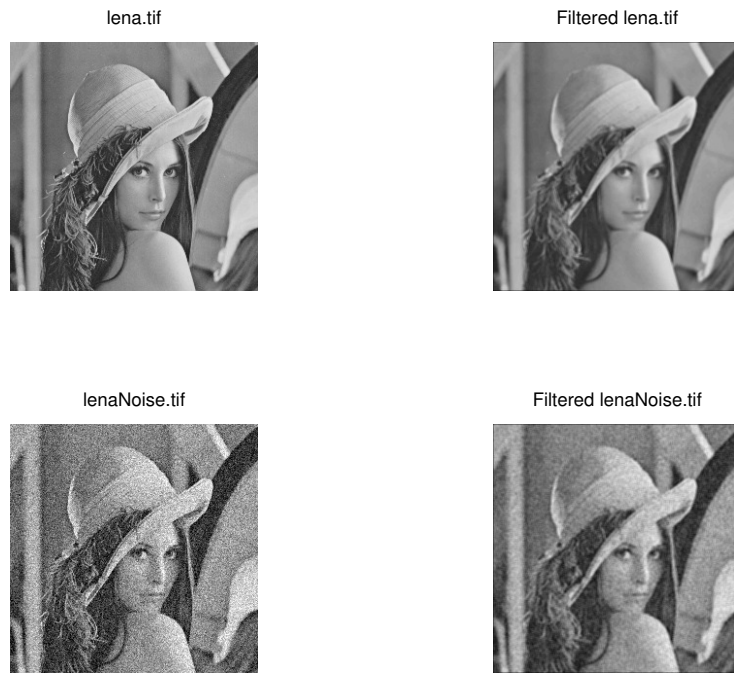 lena.tif
Filtered lena.tif
lenaNoise.tif
Filtered lenaNoise.tif